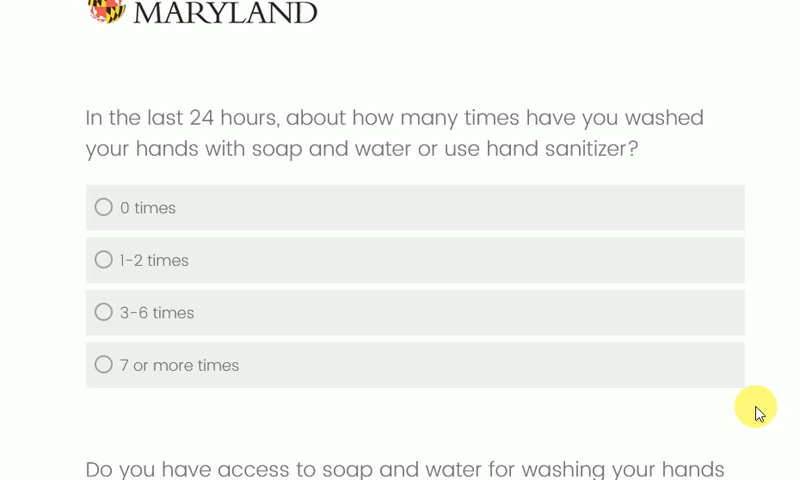 MARYLAND
In the last 24 hours, about how many times have you washed
your hands with soap and water or use hand sanitizer?
0 times
1-2 times
3-6 times
7 or more times
Do you have access to soap and water for washing your hands